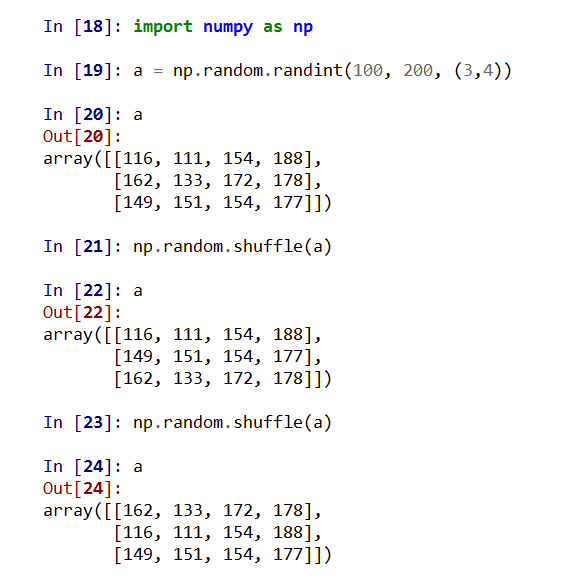 In [18]: import numpy as np
In [19]: a = np.random.randint(100, 200, (3,4))
In [20]: a
Out[20]:
array([[116, 111, 154, 188],
       [162, 133, 172, 178],
       [149, 151, 154, 177]])
In [21]: np.random.shuffle(a)
In [22]: a
Out[22]:
array([[116, 111, 154, 188],
       [149, 151, 154, 177],
       [162, 133, 172, 178]])
In [23]: np.random.shuffle(a)
In [24]: a
Out[24]:
array([[162, 133, 172, 178],
       [116, 111, 154, 188],
       [149, 151, 154, 177]])